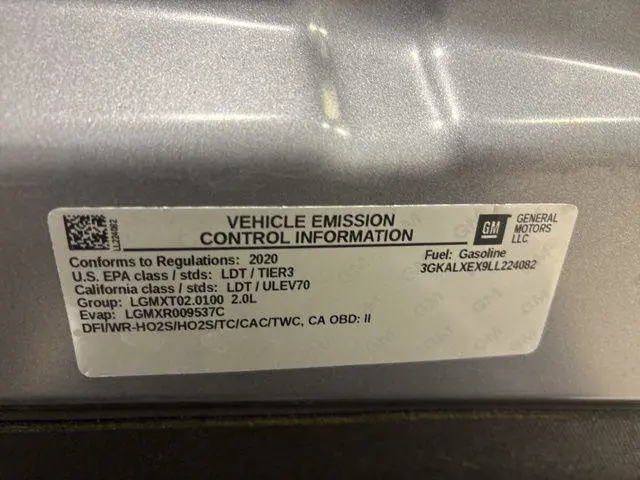 LL224082
VEHICLE EMISSION
CONTROL INFORMATION
GM
GENERAL
MOTORS
LLC
Conforms to Regulations: 2020
Fuel: Gasoline
U.S. EPA class / stds: LDT / TIER3
3GKALXEX9LL224082
California class / stds: LDT / ULEV70
Group: LGMXT02.0100 2.0L
Evap: LGMXR009537C
DFI/WR-HO2S/HO2S/TC/CAC/TWC, CA OBD: II